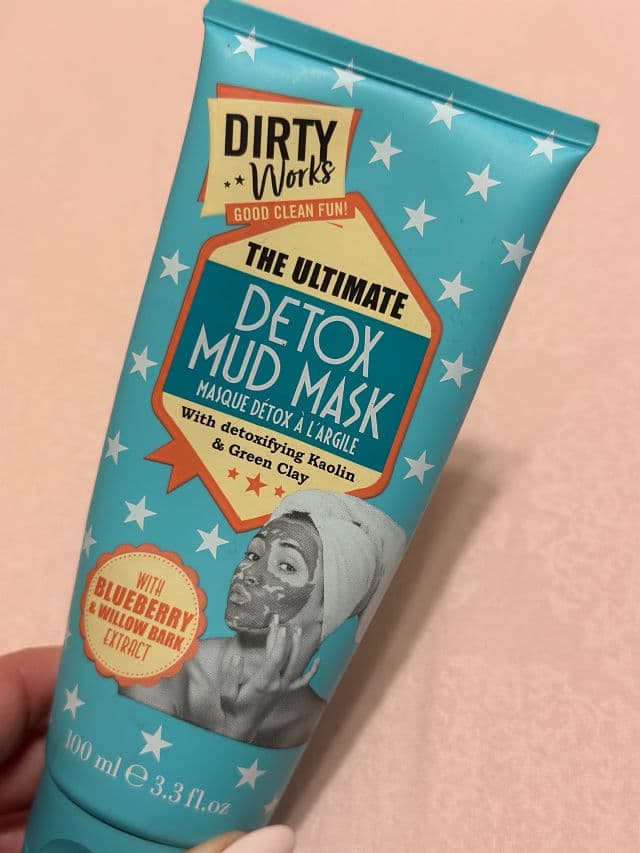 DIRTY
Works
GOOD CLEAN FUN!
THE ULTIMATE
DETOX
MUD MASK
MASQUE DÉTOX À L'ARGILE
With detoxifying Kaolin
& Green Clay
WITH
BLUEBERRY
& WILLOW BARK
EXTRACT
100 ml ℮ 3.3 fl.oz